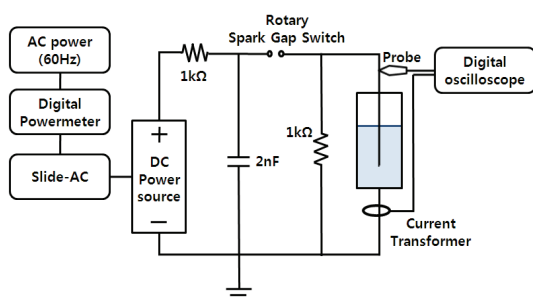 Rotary
Spark Gap Switch
AC power
(60Hz)
Probe
Digital
oscilloscope
1kΩ
Digital
Powermeter
+
1kΩ
DC
Power
source
2nF
Slide-AC
−
Current
Transformer